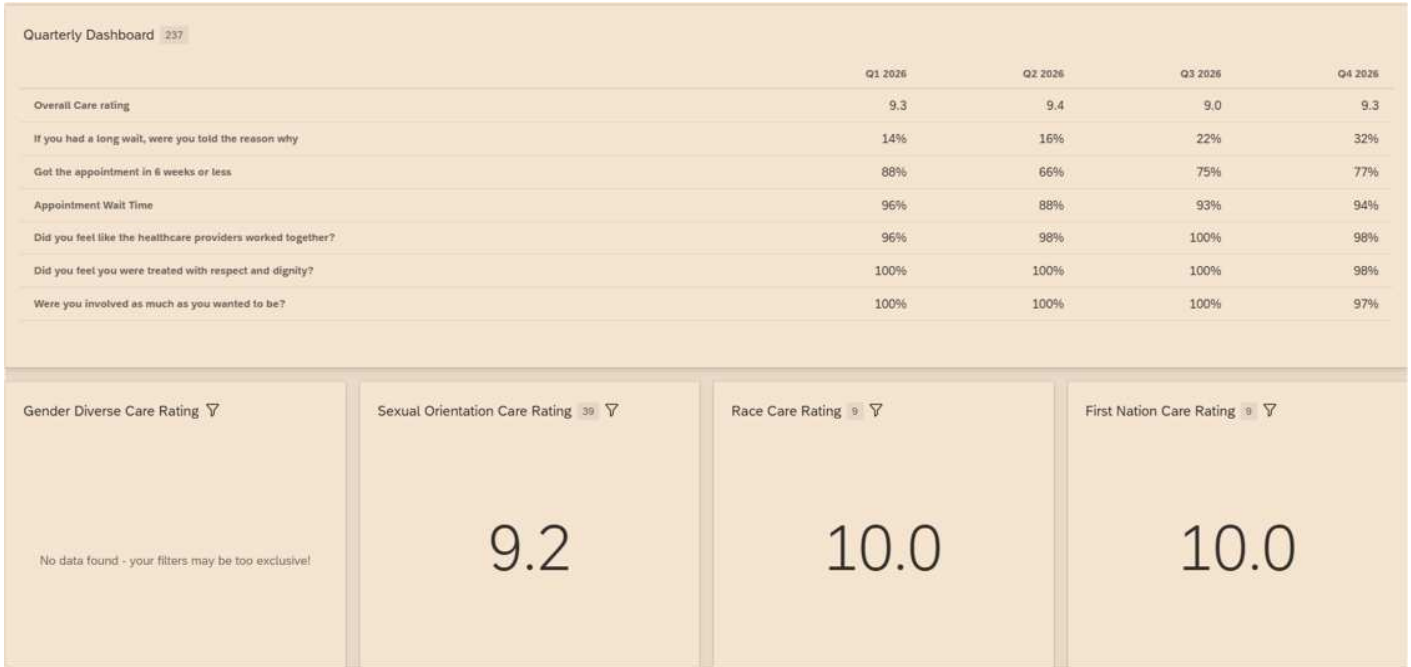 Quarterly Dashboard 237
Q1 2026 Q2 2026 Q3 2026 Q4 2026
Overall Care rating 9.3 9.4 9.0 9.3
If you had a long wait, were you told the reason why 14% 16% 22% 32%
Got the appointment in 6 weeks or less 88% 66% 75% 77%
Appointment Wait Time 96% 88% 93% 94%
Did you feel like the healthcare providers worked together? 96% 98% 100% 98%
Did you feel you were treated with respect and dignity? 100% 100% 100% 98%
Were you involved as much as you wanted to be? 100% 100% 100% 97%
Gender Diverse Care Rating
No data found - your filters may be too exclusive!
Sexual Orientation Care Rating 39
9.2
Race Care Rating 9
10.0
First Nation Care Rating 9
10.0